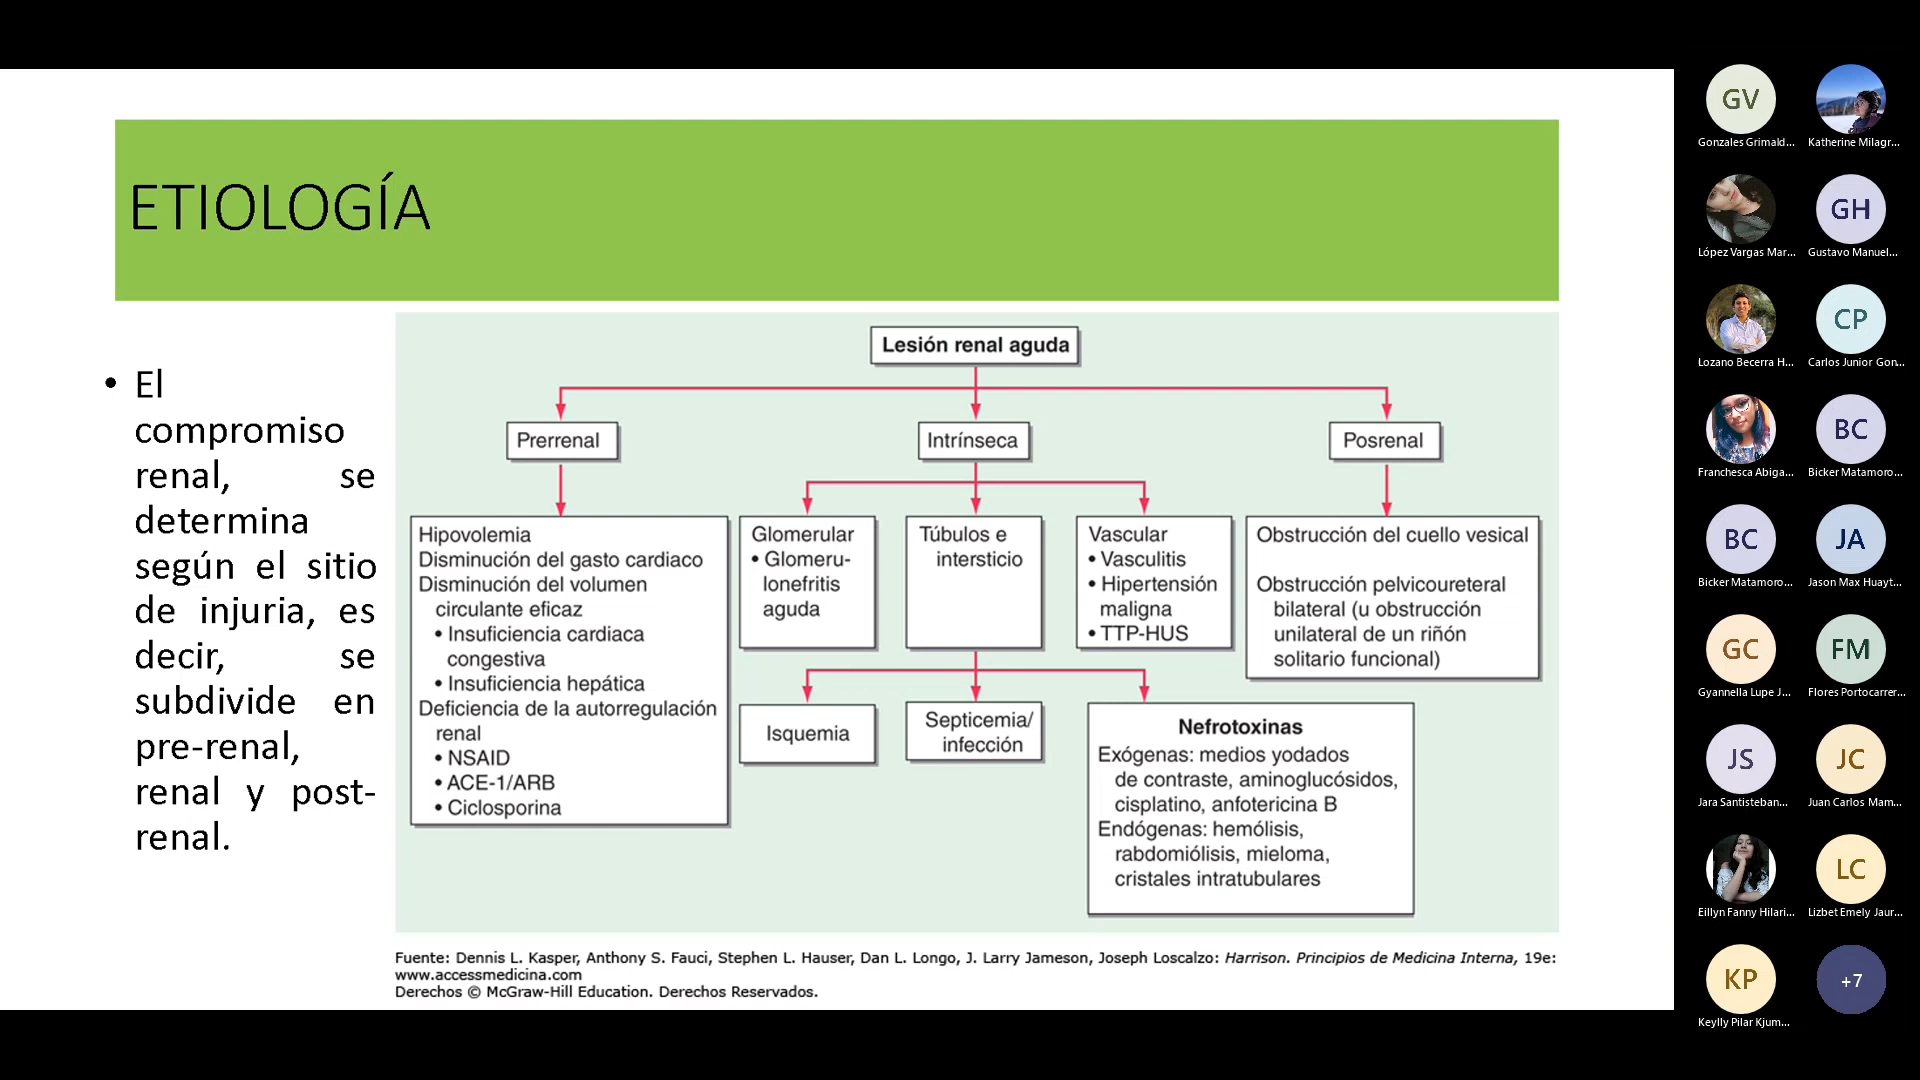 ETIOLOGÍA
• El
compromiso
renal, se
determina
según el sitio
de injuria, es
decir, se
subdivide en
pre-renal,
renal y post-
renal.
Lesión renal aguda
Prerrenal
Intrínseca
Posrenal
Hipovolemia
Disminución del gasto cardiaco
Disminución del volumen
circulante eficaz
• Insuficiencia cardiaca
congestiva
• Insuficiencia hepática
Deficiencia de la autorregulación
renal
• NSAID
• ACE-1/ARB
• Ciclosporina
Glomerular
• Glomeru-
lonefritis
aguda
Túbulos e
intersticio
Vascular
• Vasculitis
• Hipertensión
maligna
• TTP-HUS
Obstrucción del cuello vesical
Obstrucción pelvicoureteral
bilateral (u obstrucción
unilateral de un riñón
solitario funcional)
Isquemia
Septicemia/
infección
Nefrotoxinas
Exógenas: medios yodados
de contraste, aminoglucósidos,
cisplatino, anfotericina B
Endógenas: hemólisis,
rabdomiólisis, mieloma,
cristales intratubulares
Fuente: Dennis L. Kasper, Anthony S. Fauci, Stephen L. Hauser, Dan L. Longo, J. Larry Jameson, Joseph Loscalzo: Harrison. Principios de Medicina Interna, 19e:
www.accessmedicina.com
Derechos © McGraw-Hill Education. Derechos Reservados.
GV
Gonzales Grimald...
Katherine Milagr...
López Vargas Mar...
GH
Gustavo Manuel...
Lozano Becerra H...
CP
Carlos Junior Gon...
Franchesca Abiga...
BC
Bicker Matamoro...
BC
Bicker Matamoro...
JA
Jason Max Huayt...
GC
Gyannella Lupe J...
FM
Flores Portocarrer...
JS
Jara Santisteban...
JC
Juan Carlos Mam...
Eillyn Fanny Hilari...
LC
Lizbet Emely Jaur...
KP
Keylly Pilar Kjum...
+7